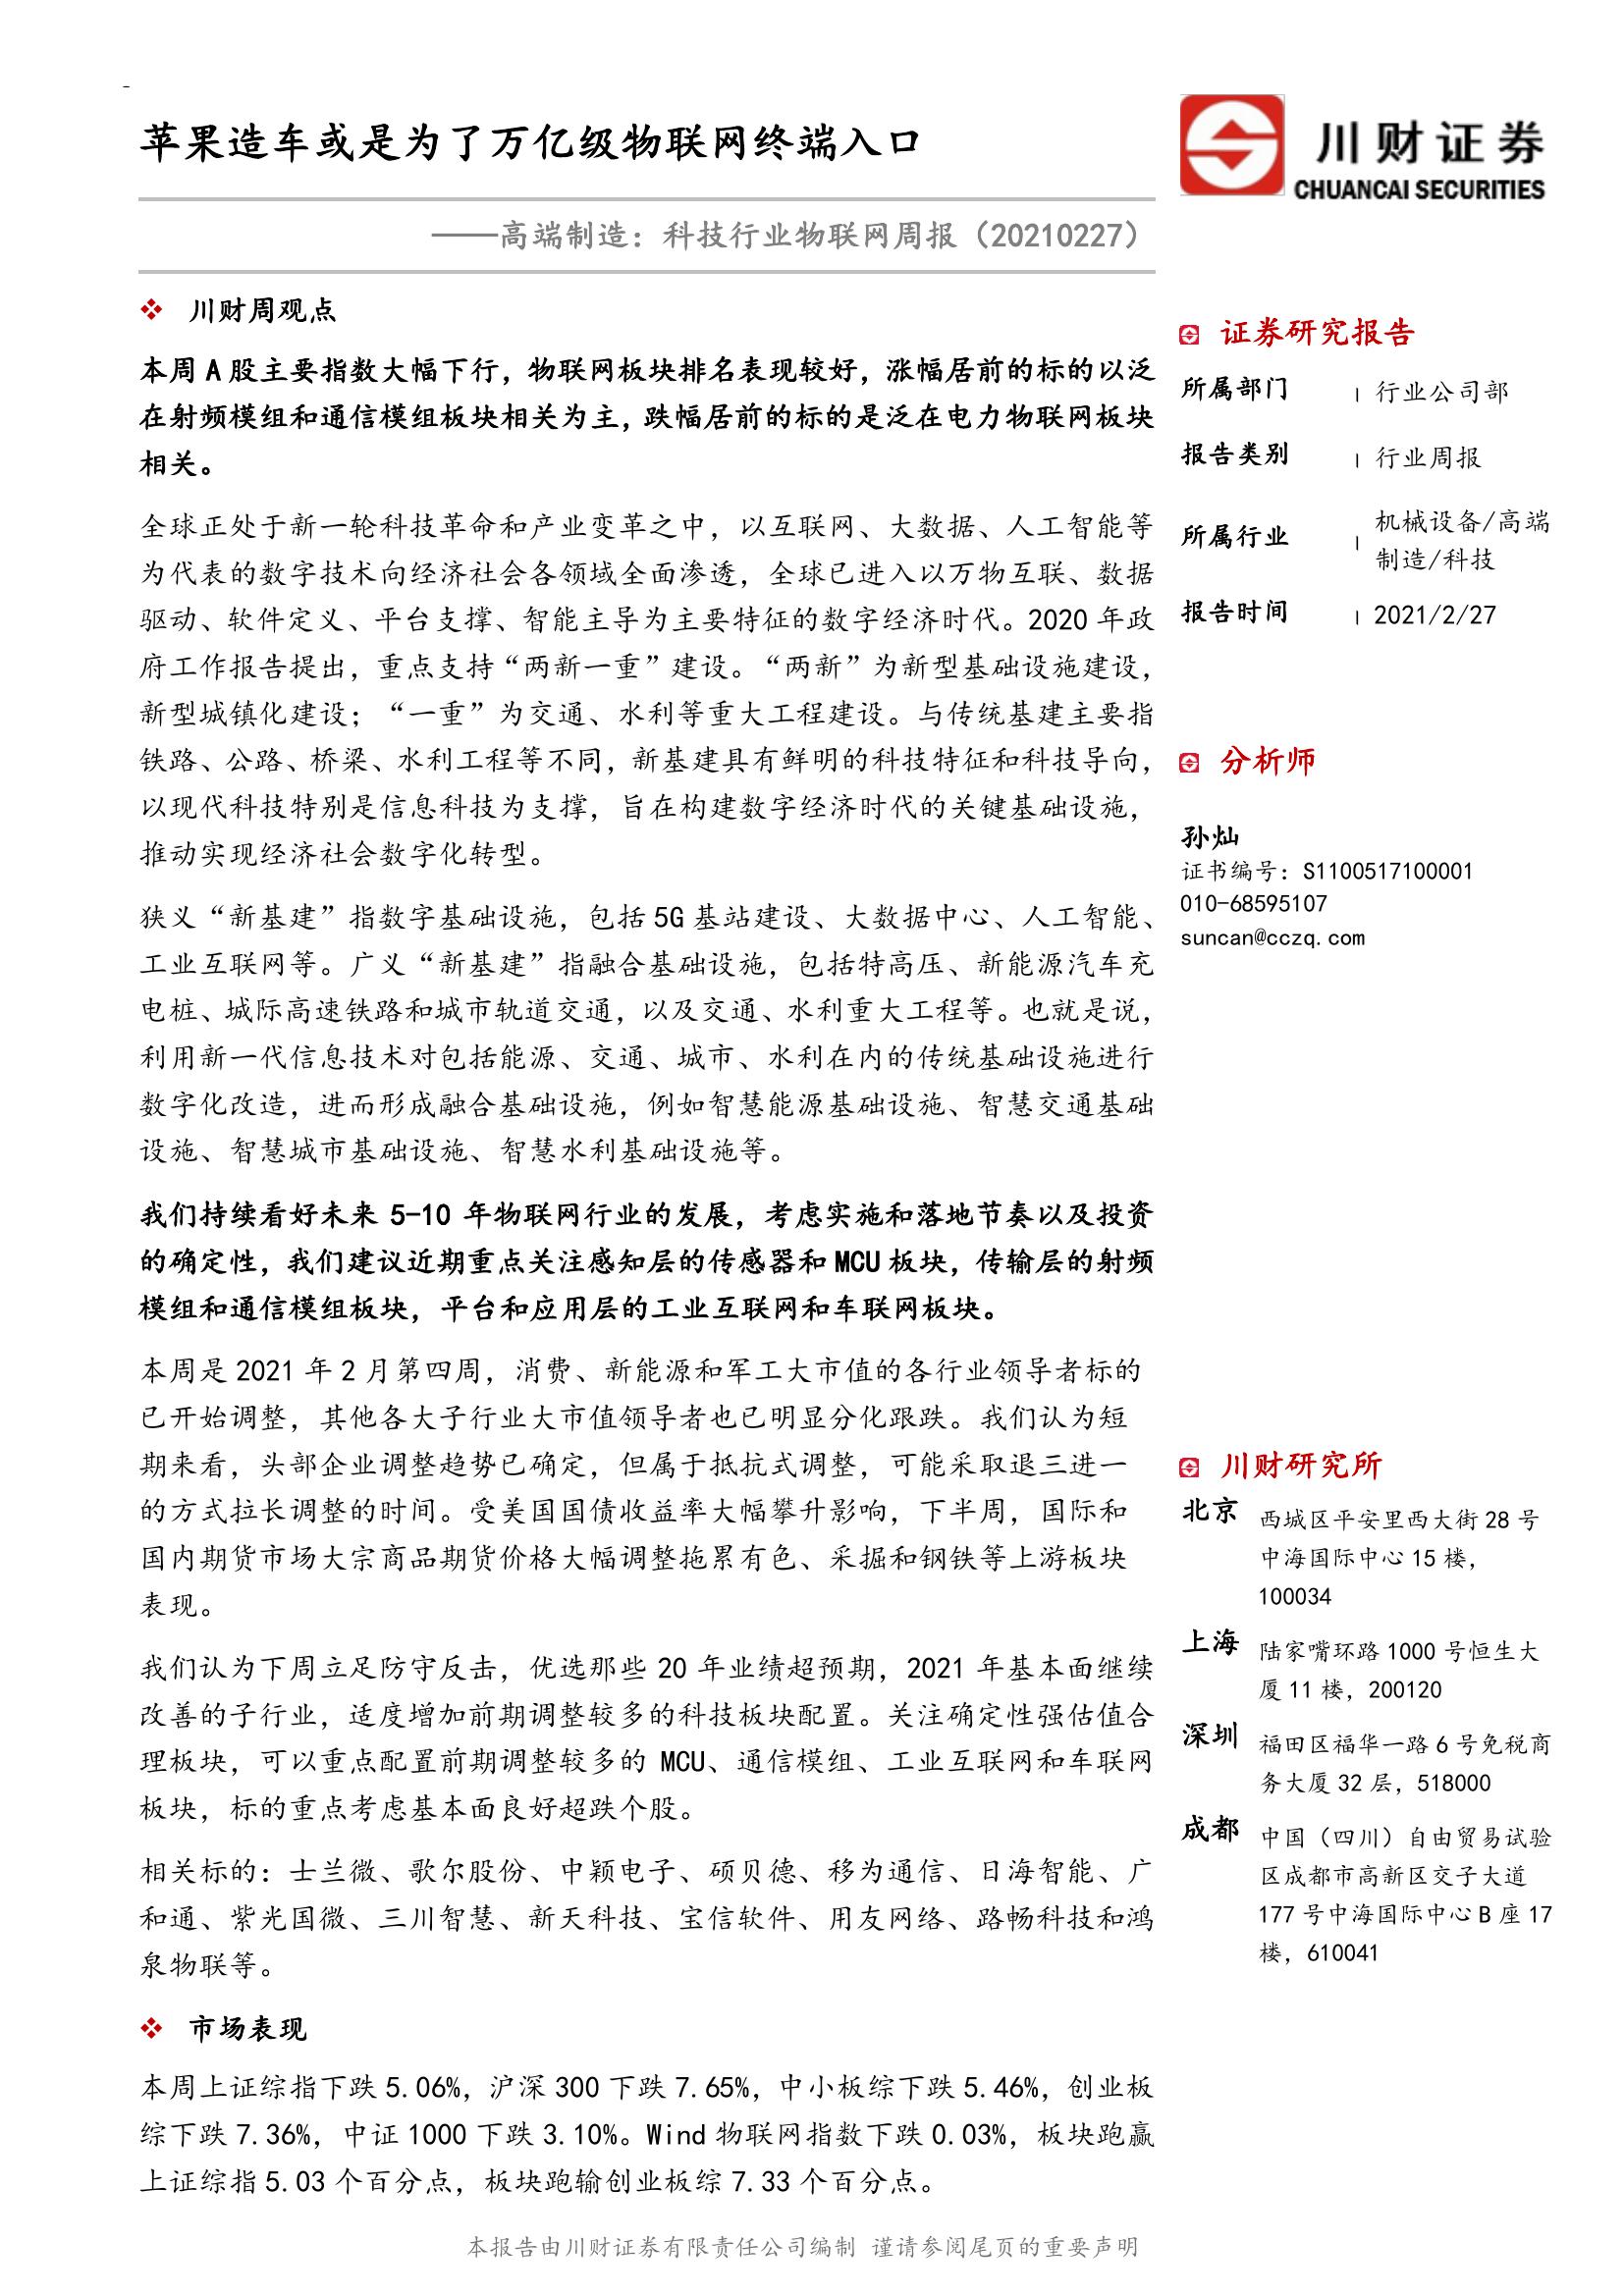 苹果造车或是为了万亿级物联网终端入口
——高端制造：科技行业物联网周报（20210227）
川财证券
CHUANCAI SECURITIES
川财周观点
本周 A 股主要指数大幅下行，物联网板块排名表现较好，涨幅居前的标的以泛
在射频模组和通信模组板块相关为主，跌幅居前的标的是泛在电力物联网板块
相关。
全球正处于新一轮科技革命和产业变革之中，以互联网、大数据、人工智能等
为代表的数字技术向经济社会各领域全面渗透，全球已进入以万物互联、数据
驱动、软件定义、平台支撑、智能主导为主要特征的数字经济时代。2020 年政
府工作报告提出，重点支持“两新一重”建设。“两新”为新型基础设施建设，
新型城镇化建设；“一重”为交通、水利等重大工程建设。与传统基建主要指
铁路、公路、桥梁、水利工程等不同，新基建具有鲜明的科技特征和科技导向，
以现代科技特别是信息科技为支撑，旨在构建数字经济时代的关键基础设施，
推动实现经济社会数字化转型。
狭义“新基建”指数字基础设施，包括 5G 基站建设、大数据中心、人工智能、
工业互联网等。广义“新基建”指融合基础设施，包括特高压、新能源汽车充
电桩、城际高速铁路和城市轨道交通，以及交通、水利重大工程等。也就是说，
利用新一代信息技术对包括能源、交通、城市、水利在内的传统基础设施进行
数字化改造，进而形成融合基础设施，例如智慧能源基础设施、智慧交通基础
设施、智慧城市基础设施、智慧水利基础设施等。
我们持续看好未来 5-10 年物联网行业的发展，考虑实施和落地节奏以及投资
的确定性，我们建议近期重点关注感知层的传感器和 MCU 板块，传输层的射频
模组和通信模组板块，平台和应用层的工业互联网和车联网板块。
本周是 2021 年 2 月第四周，消费、新能源和军工大市值的各行业领导者标的
已开始调整，其他各大子行业大市值领导者也已明显分化跟跌。我们认为短
期来看，头部企业调整趋势已确定，但属于抵抗式调整，可能采取退三进一
的方式拉长调整的时间。受美国国债收益率大幅攀升影响，下半周，国际和
国内期货市场大宗商品期货价格大幅调整拖累有色、采掘和钢铁等上游板块
表现。
我们认为下周立足防守反击，优选那些 20 年业绩超预期，2021 年基本面继续
改善的子行业，适度增加前期调整较多的科技板块配置。关注确定性强估值合
理板块，可以重点配置前期调整较多的 MCU、通信模组、工业互联网和车联网
板块，标的重点考虑基本面良好超跌个股。
相关标的：士兰微、歌尔股份、中颖电子、硕贝德、移为通信、日海智能、广
和通、紫光国微、三川智慧、新天科技、宝信软件、用友网络、路畅科技和鸿
泉物联等。
市场表现
本周上证综指下跌 5.06%，沪深 300 下跌 7.65%，中小板综下跌 5.46%，创业板
综下跌 7.36%，中证 1000 下跌 3.10%。Wind 物联网指数下跌 0.03%，板块跑赢
上证综指 5.03 个百分点，板块跑输创业板综 7.33 个百分点。
证券研究报告
所属部门 | 行业公司部
报告类别 | 行业周报
所属行业 | 机械设备/高端
制造/科技
报告时间 | 2021/2/27
分析师
孙灿
证书编号：S1100517100001
010-68595107
suncan@cczq.com
川财研究所
北京 西城区平安里西大街 28 号
中海国际中心 15 楼，
100034
上海 陆家嘴环路 1000 号恒生大
厦 11 楼，200120
深圳 福田区福华一路 6 号免税商
务大厦 32 层，518000
成都 中国（四川）自由贸易试验
区成都市高新区交子大道
177 号中海国际中心 B 座 17
楼，610041
本报告由川财证券有限责任公司编制 谨请参阅尾页的重要声明